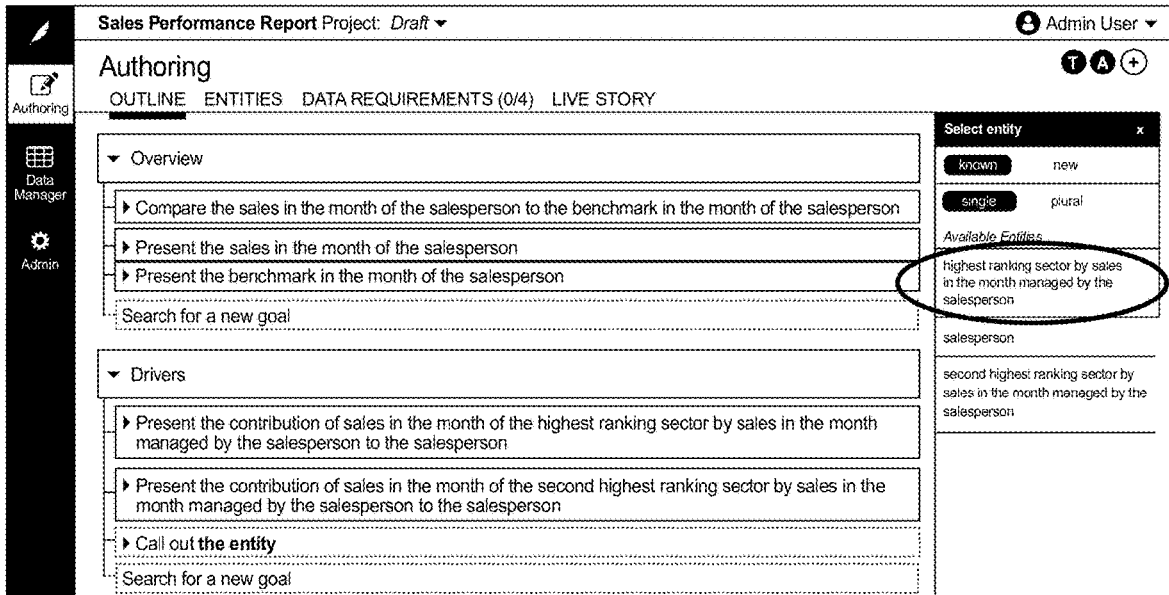 Sales Performance Report Project: Draft
Admin User
Authoring
T A +
OUTLINE ENTITIES DATA REQUIREMENTS (0/4) LIVE STORY
Authoring
Data
Manager
Admin
Overview
Compare the sales in the month of the salesperson to the benchmark in the month of the salesperson
Present the sales in the month of the salesperson
Present the benchmark in the month of the salesperson
Search for a new goal
Drivers
Present the contribution of sales in the month of the highest ranking sector by sales in the month
managed by the salesperson to the salesperson
Present the contribution of sales in the month of the second highest ranking sector by sales in the
month managed by the salesperson to the salesperson
Call out the entity
Search for a new goal
Select entity x
known new
single plural
Available Entities
highest ranking sector by sales
in the month managed by the
salesperson
salesperson
second highest ranking sector by
sales in the month managed by the
salesperson